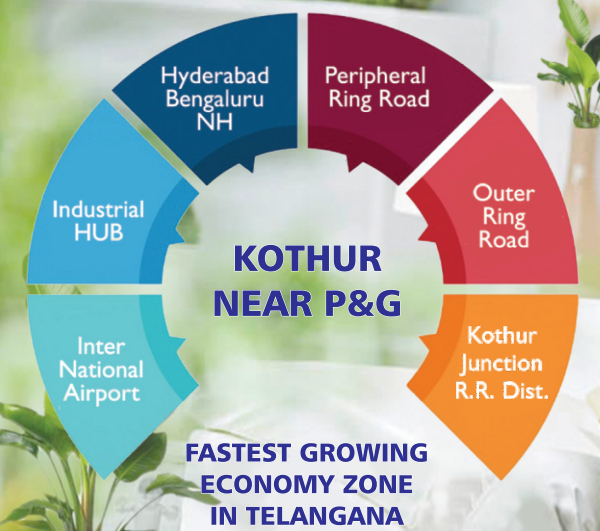 Hyderabad
Bengaluru
NH
Peripheral
Ring Road
Industrial
HUB
Outer
Ring
Road
KOTHUR
NEAR P&G
Inter
National
Airport
Kothur
Junction
R.R. Dist.
FASTEST GROWING
ECONOMY ZONE
IN TELANGANA